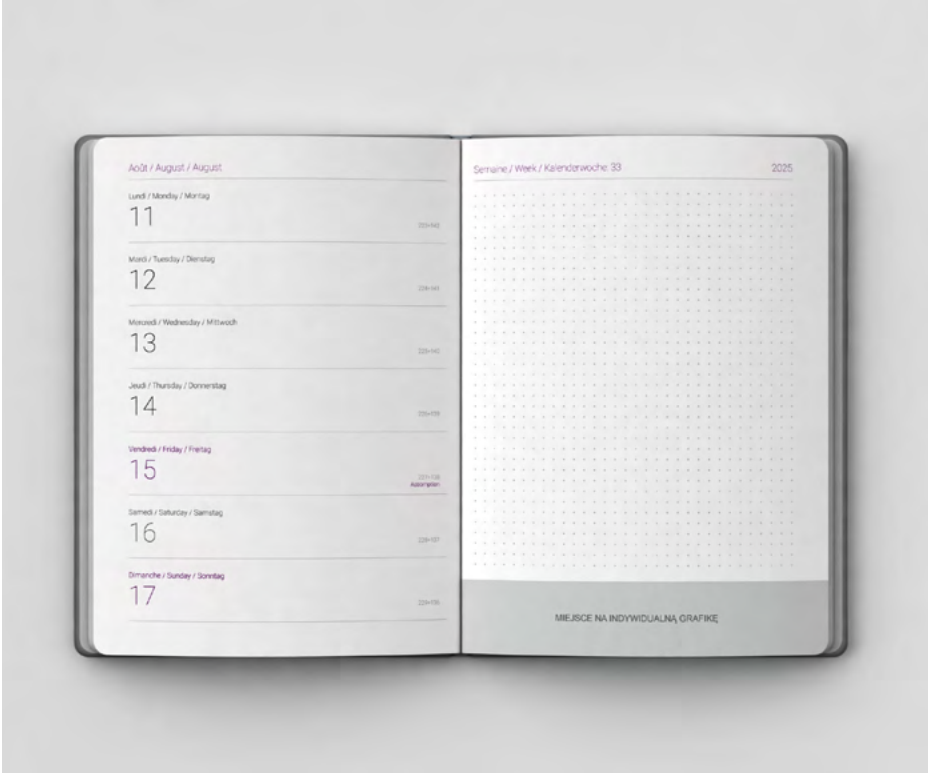 Août / August / August
Lundi / Monday / Montag
11
Mardi / Tuesday / Dienstag
12
Mercredi / Wednesday / Mittwoch
13
Jeudi / Thursday / Donnerstag
14
Vendredi / Friday / Freitag
15
Assomption
Samedi / Saturday / Samstag
16
Dimanche / Sunday / Sonntag
17
Semaine / Week / Kalenderwoche 33
2025
MIEJSCE NA INDYWIDUALNĄ GRAFIKĘ